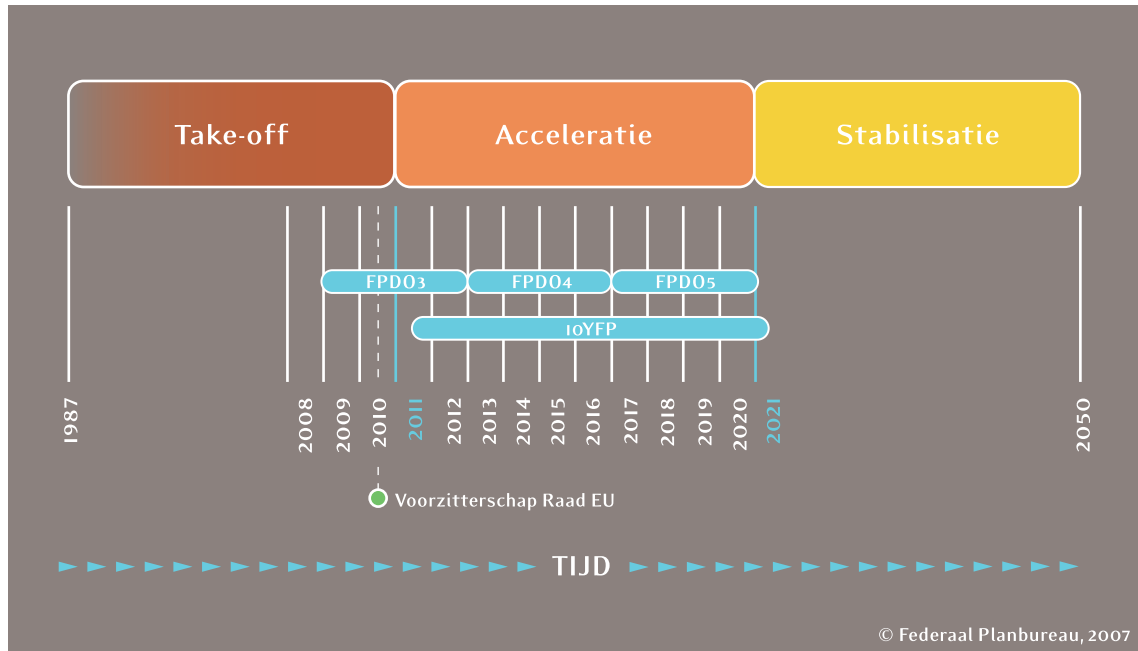 Take-off
Acceleratie
Stabilisatie
FPDO3
FPDO4
FPDO5
10YFP
1987
2008
2009
2010
2011
2012
2013
2014
2015
2016
2017
2018
2019
2020
2021
2050
Voorzitterschap Raad EU
TIJD
© Federaal Planbureau, 2007